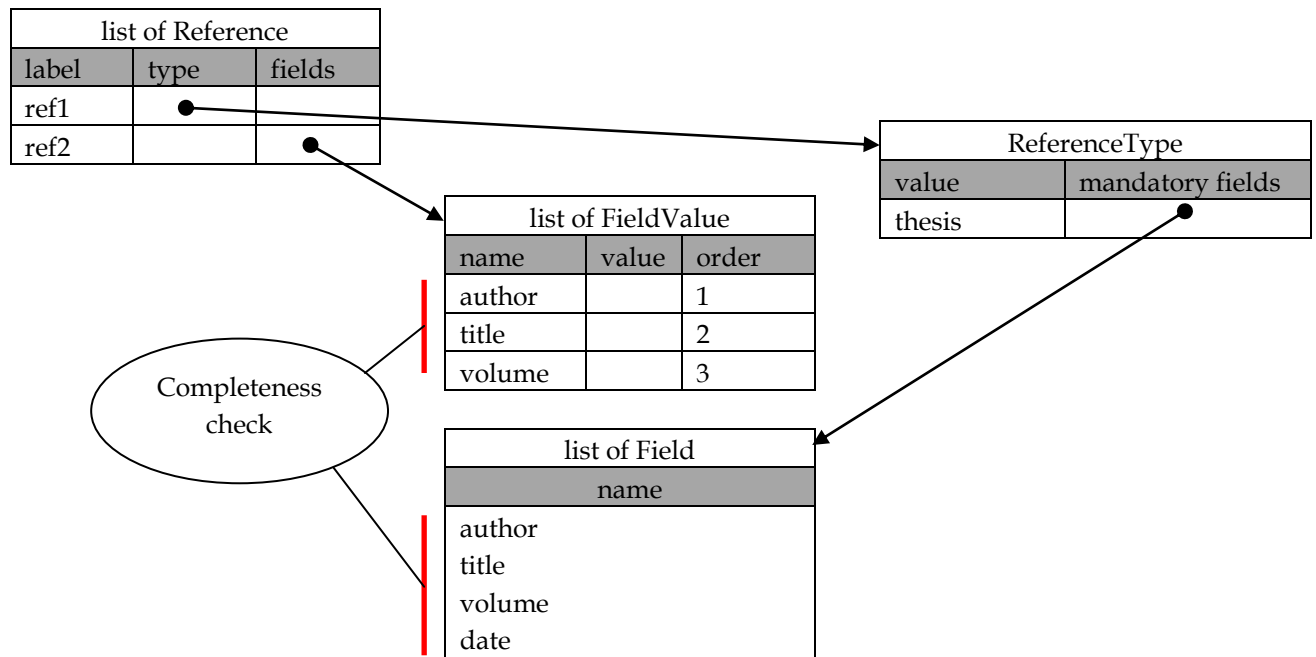 list of Reference
label type fields
ref1
ref2
ReferenceType
value mandatory fields
thesis
list of FieldValue
name value order
author 1
title 2
volume 3
Completeness
check
list of Field
name
author
title
volume
date